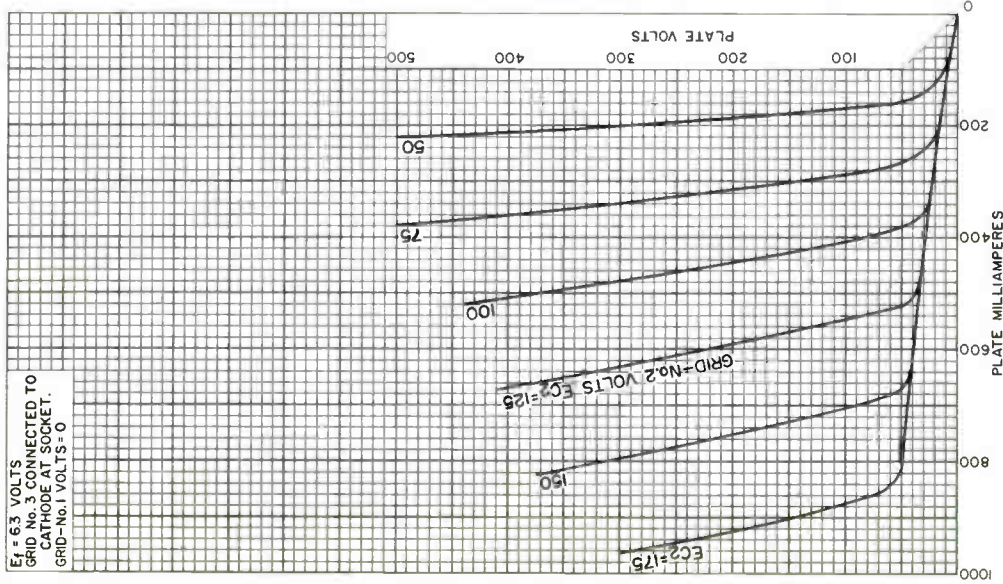 Ef = 6.3 VOLTS
GRID No.3 CONNECTED TO
CATHODE AT SOCKET.
GRID-No.1 VOLTS = 0
PLATE MILLIAMPERES
1000
800
600
400
200
0
EC2=175
150
GRID-No.2 VOLTS EC2=125
100
75
50
100
200
300
400
500
PLATE VOLTS